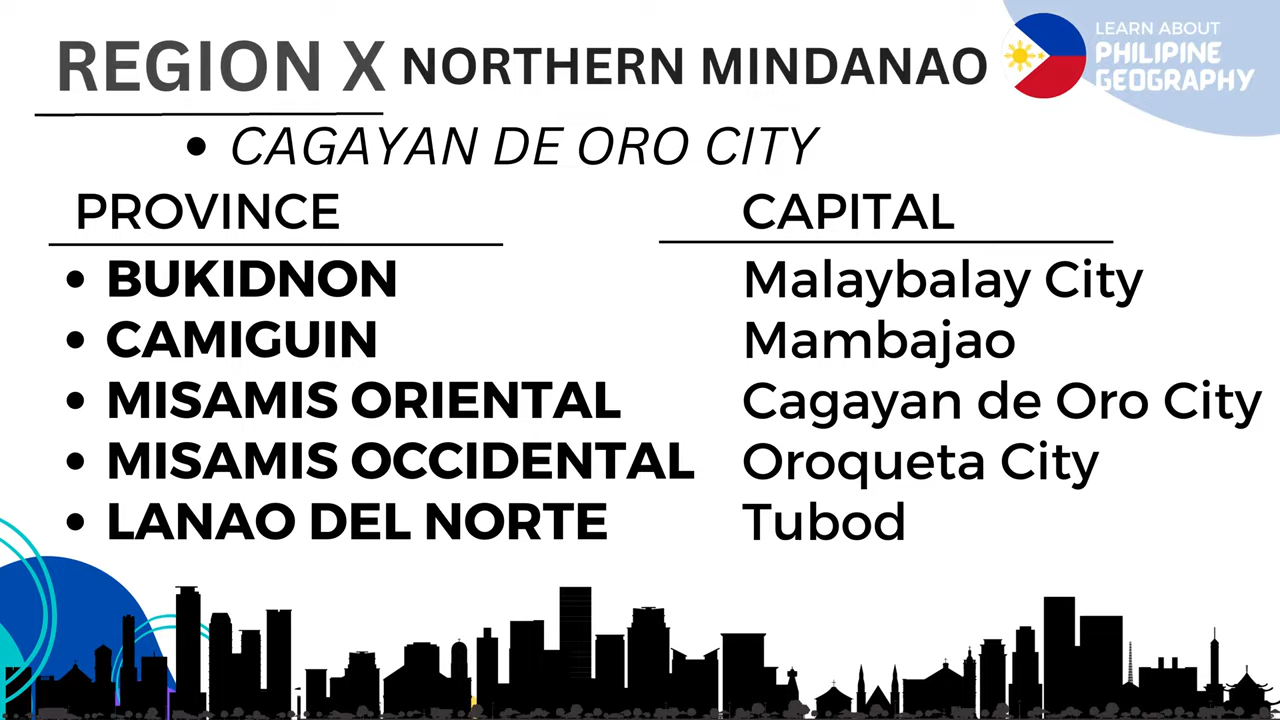 REGION X NORTHERN MINDANAO
LEARN ABOUT
PHILIPINE
GEOGRAPHY
• CAGAYAN DE ORO CITY
PROVINCE CAPITAL
• BUKIDNON Malaybalay City
• CAMIGUIN Mambajao
• MISAMIS ORIENTAL Cagayan de Oro City
• MISAMIS OCCIDENTAL Oroqueta City
• LANAO DEL NORTE Tubod